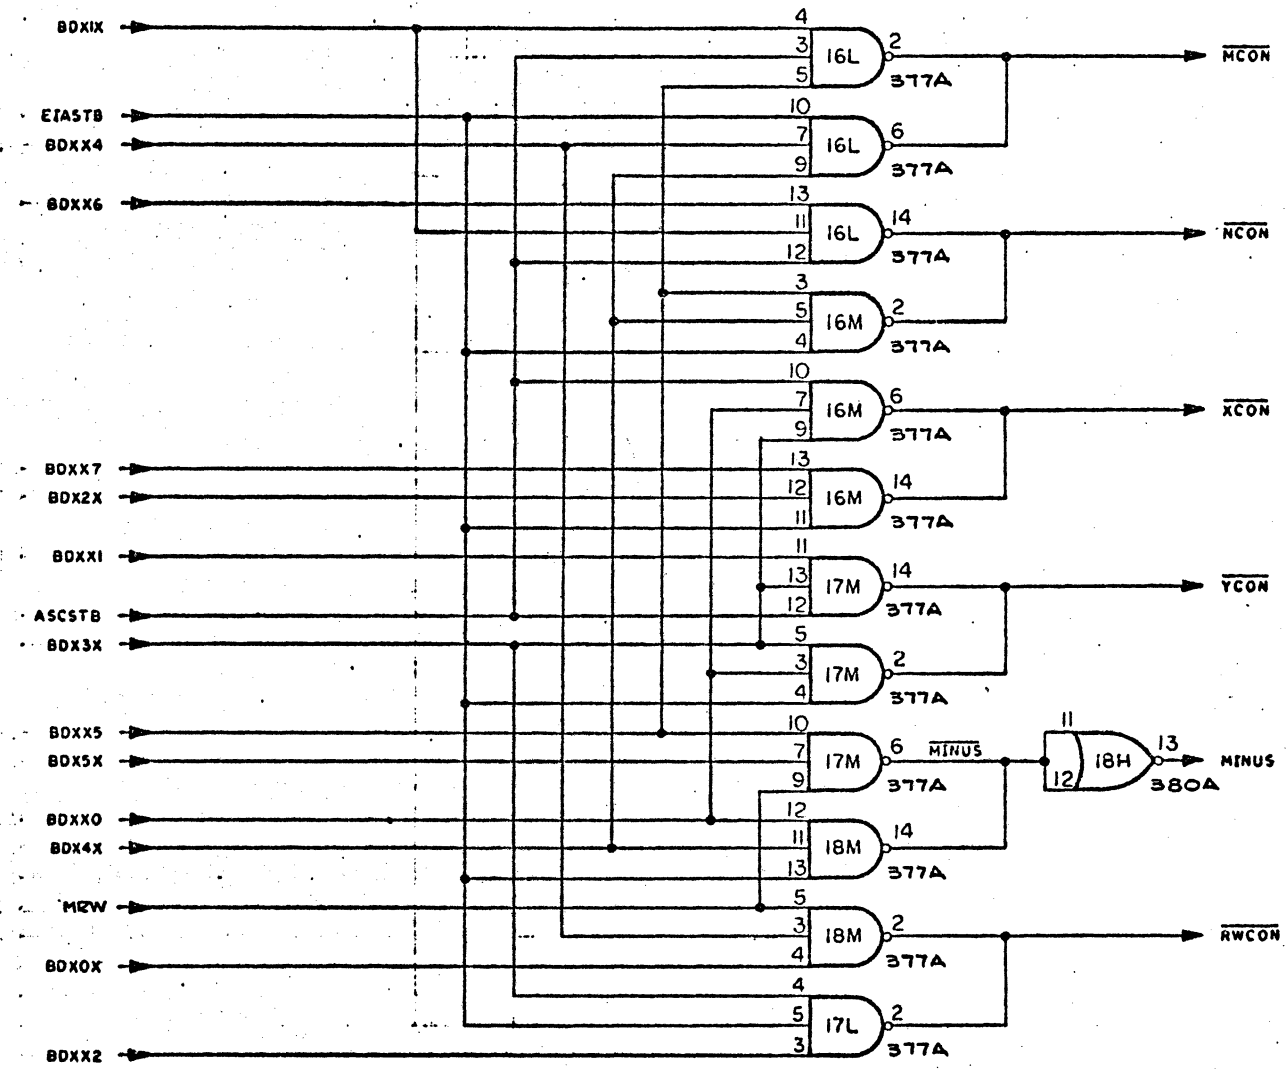 BDX1X 4 3 5 16L 2 377A MCON
EIASTB 10
BDXX4 7 9 16L 6 377A
BDXX6 13 11 12 16L 14 377A NCON
3 5 4 16M 2 377A
10 7 9 16M 6 377A XCON
BDXX7 13
BDX2X 12 11 16M 14 377A
BDXX1 11 13 17M 14 377A YCON
ASCSTB 12
BDX3X 5 3 4 17M 2 377A
BDXX5 10
BDX5X 7 9 17M 6 377A MINUS 11 12 18H 13 380A MINUS
BDXX0 12
BDX4X 11 13 18M 14 377A
MRW 5
3 18M 2 377A RWCON
BDX0X 4
4 5 17L 2 377A
BDXX2 3